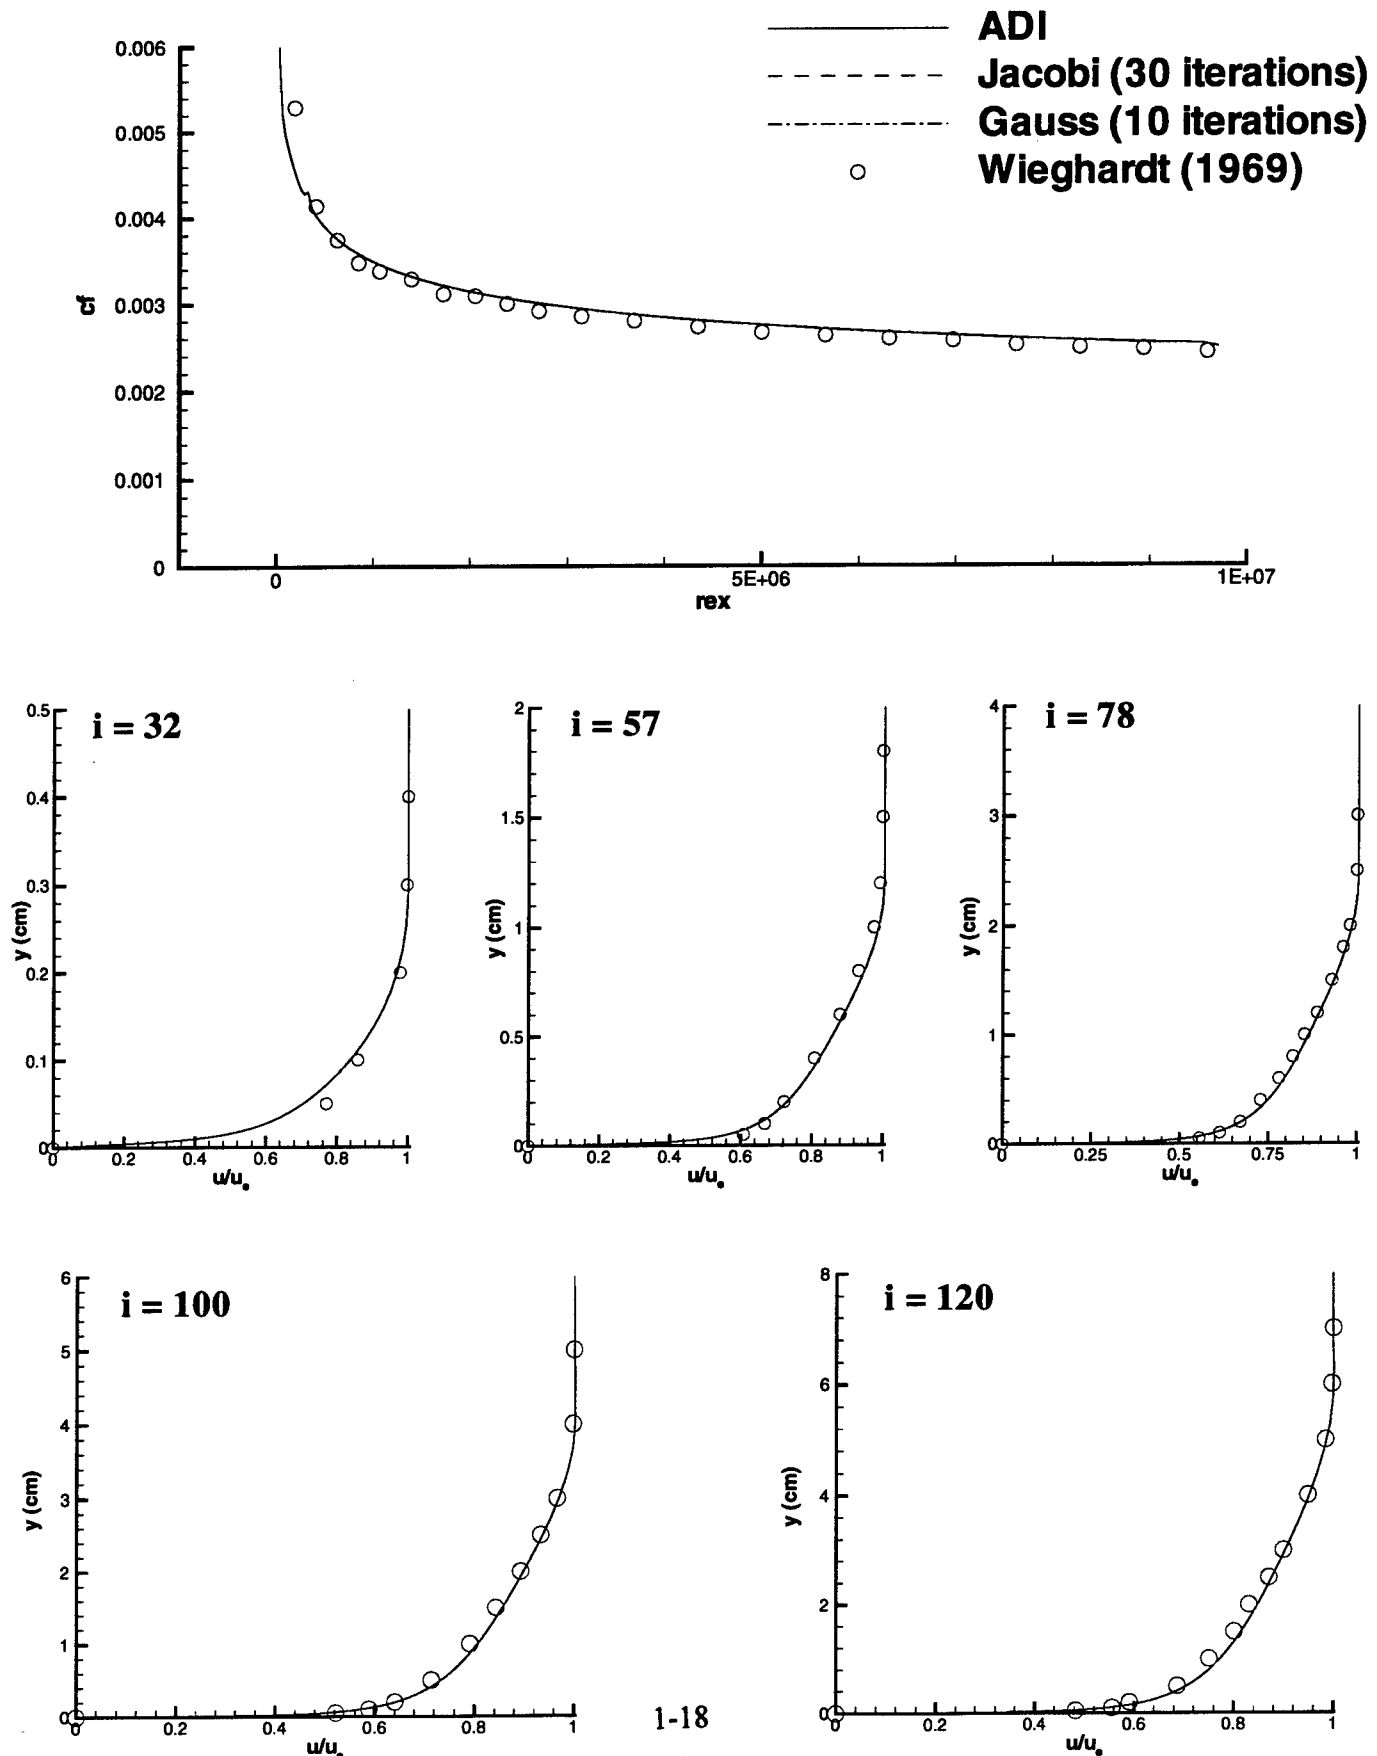 ADI
Jacobi (30 iterations)
Gauss (10 iterations)
Wieghardt (1969)
0.006
0.005
0.004
0.003
0.002
0.001
0
cf
0
5E+06
1E+07
rex
i = 32
0.5
0.4
0.3
0.2
0.1
0
y (cm)
0
0.2
0.4
0.6
0.8
1
u/uₑ
i = 57
2
1.5
1
0.5
0
y (cm)
0
0.2
0.4
0.6
0.8
1
u/uₑ
i = 78
4
3
2
1
0
y (cm)
0
0.25
0.5
0.75
1
u/uₑ
i = 100
6
5
4
3
2
1
0
y (cm)
0
0.2
0.4
0.6
0.8
1
u/uₑ
i = 120
8
6
4
2
0
y (cm)
0
0.2
0.4
0.6
0.8
1
u/uₑ
1-18